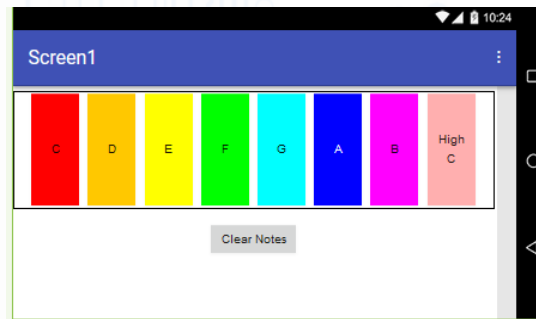 10:24
Screen1
C D E F G A B High
C
Clear Notes